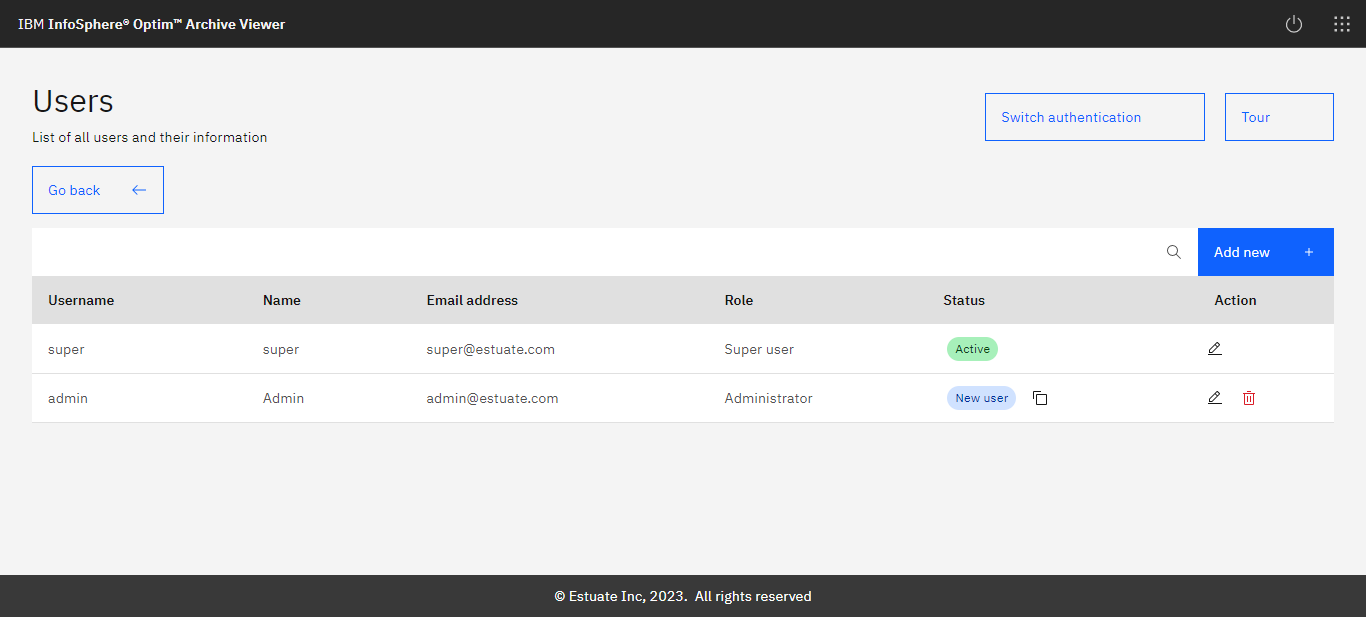 IBM InfoSphere® Optim™ Archive Viewer
Users
List of all users and their information
Switch authentication
Tour
Go back
Add new
Username Name Email address Role Status Action
super super super@estuate.com Super user Active
admin Admin admin@estuate.com Administrator New user
© Estuate Inc, 2023. All rights reserved